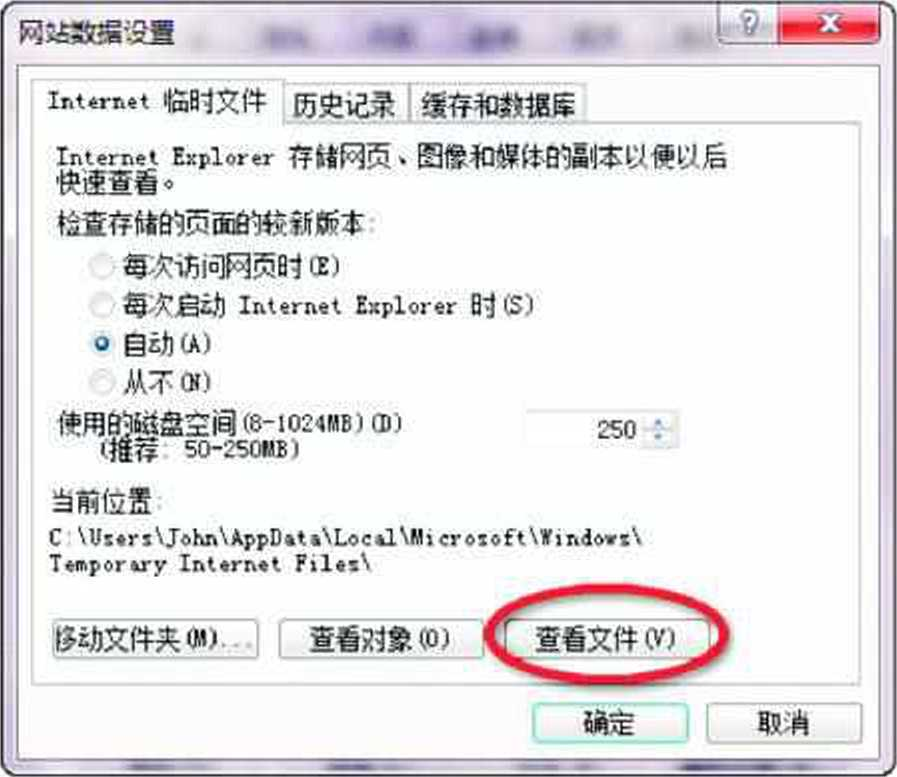 网站数据设置
Internet 临时文件
历史记录
缓存和数据库
Internet Explorer 存储网页、图像和媒体的副本以便以后
快速查看。
检查存储的页面的较新版本:
每次访问网页时(E)
每次启动 Internet Explorer 时(S)
自动(A)
从不(N)
使用的磁盘空间(8-1024MB)(D)
(推荐: 50-250MB)
250
当前位置:
C:\Users\John\AppData\Local\Microsoft\Windows\
Temporary Internet Files\
移动文件夹(M)...
查看对象(O)
查看文件(V)
确定
取消